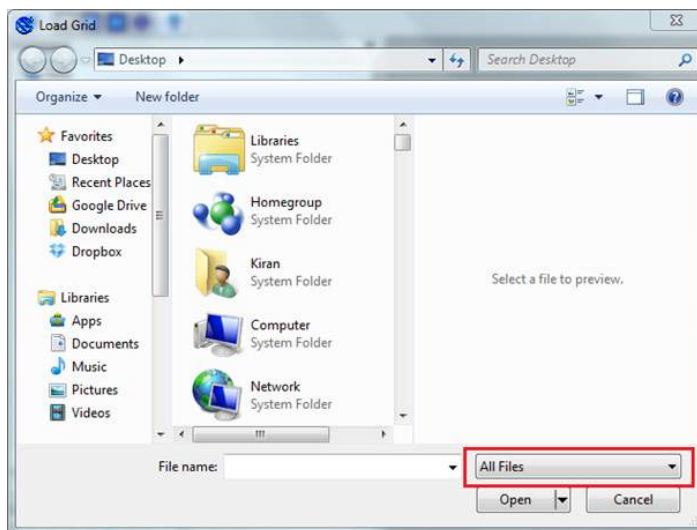 Load Grid
Desktop
Search Desktop
Organize
New folder
Favorites
Desktop
Recent Places
Google Drive
Downloads
Dropbox
Libraries
Apps
Documents
Music
Pictures
Videos
Libraries
System Folder
Homegroup
System Folder
Kiran
System Folder
Computer
System Folder
Network
System Folder
Select a file to preview.
File name:
All Files
Open
Cancel